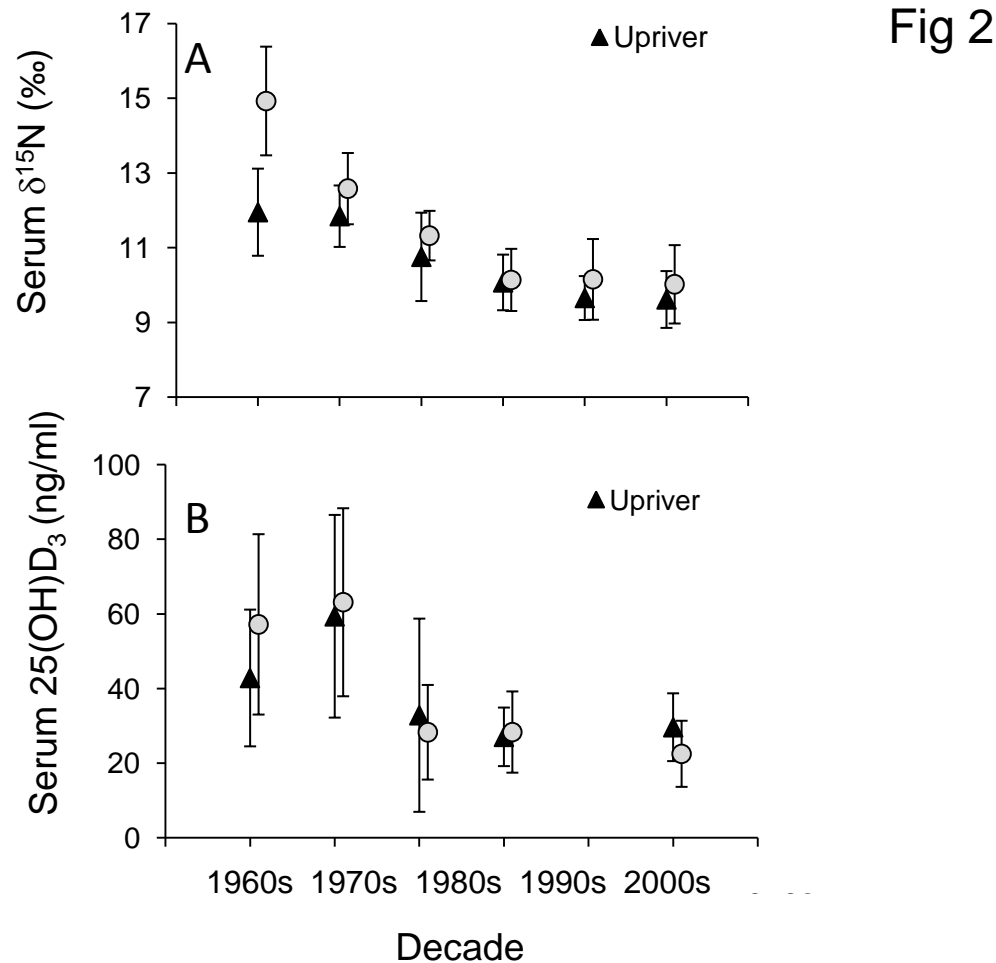 Fig 2
A
▲ Upriver
Serum δ¹⁵N (‰)
17
15
13
11
9
7
B
▲ Upriver
Serum 25(OH)D₃ (ng/ml)
100
80
60
40
20
0
1960s 1970s 1980s 1990s 2000s
Decade